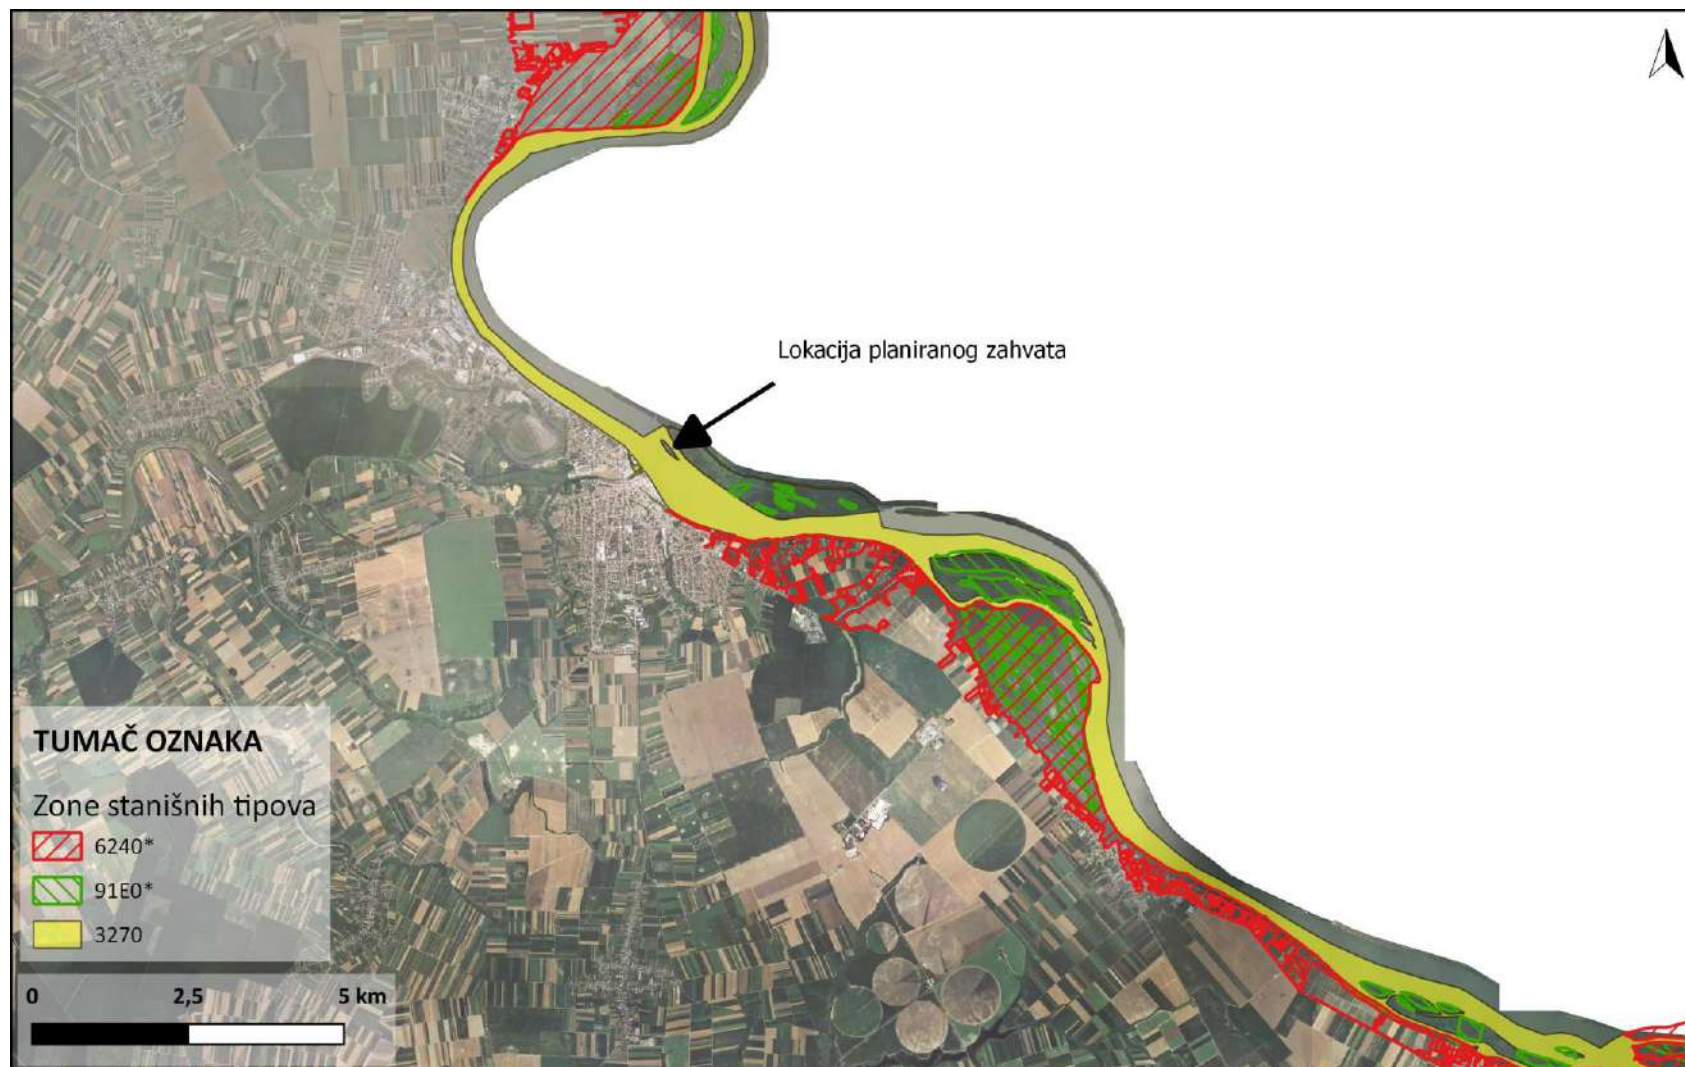 Lokacija planiranog zahvata
TUMAČ OZNAKA
Zone stanišnih tipova
6240*
91E0*
3270
0 2,5 5 km